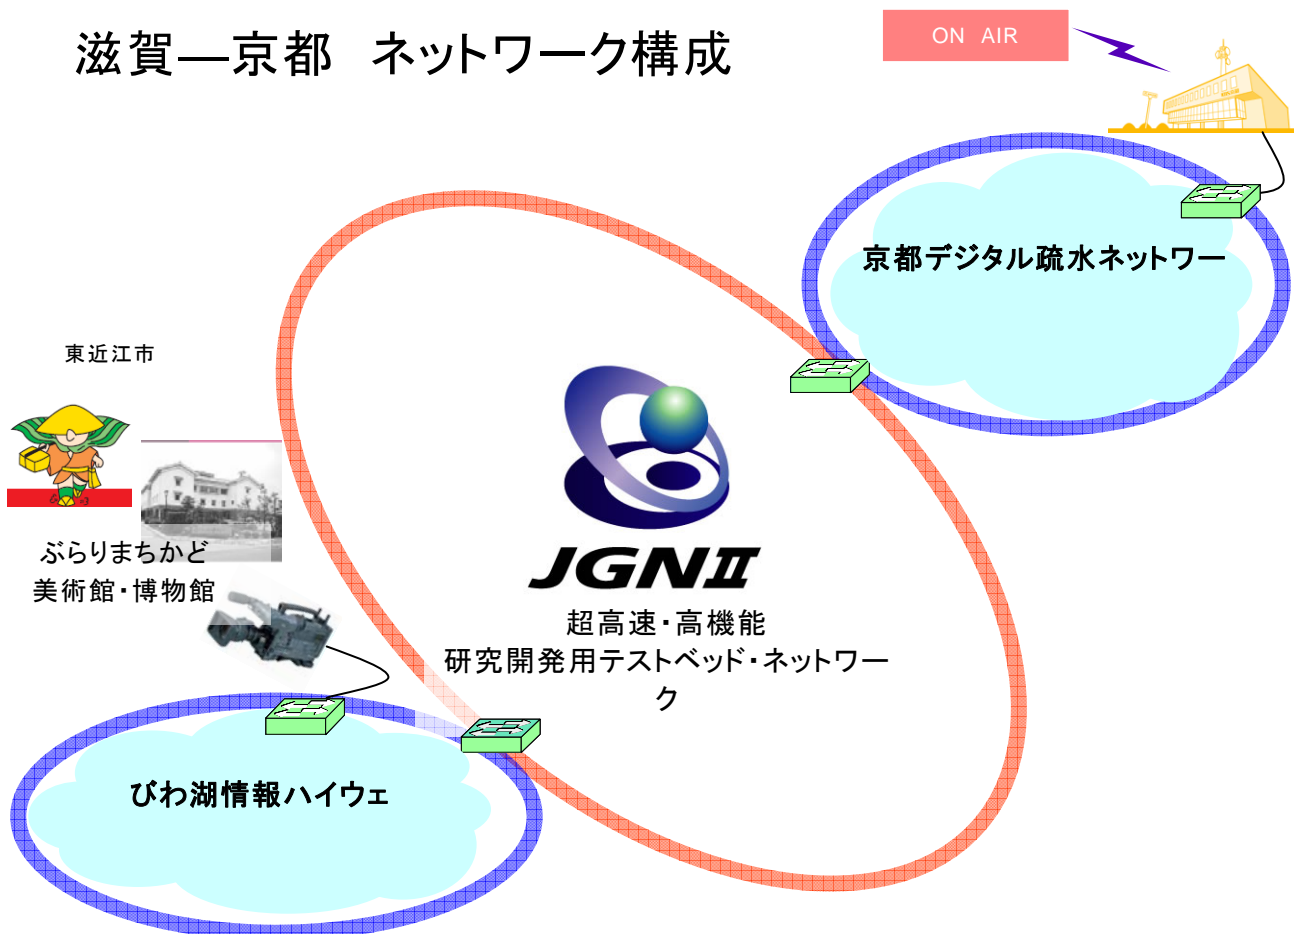 滋賀―京都　ネットワーク構成
ON AIR
京都デジタル疏水ネットワー
東近江市
ぶらりまちかど
美術館・博物館
JGNⅡ
超高速・高機能
研究開発用テストベッド・ネットワー
ク
びわ湖情報ハイウェ